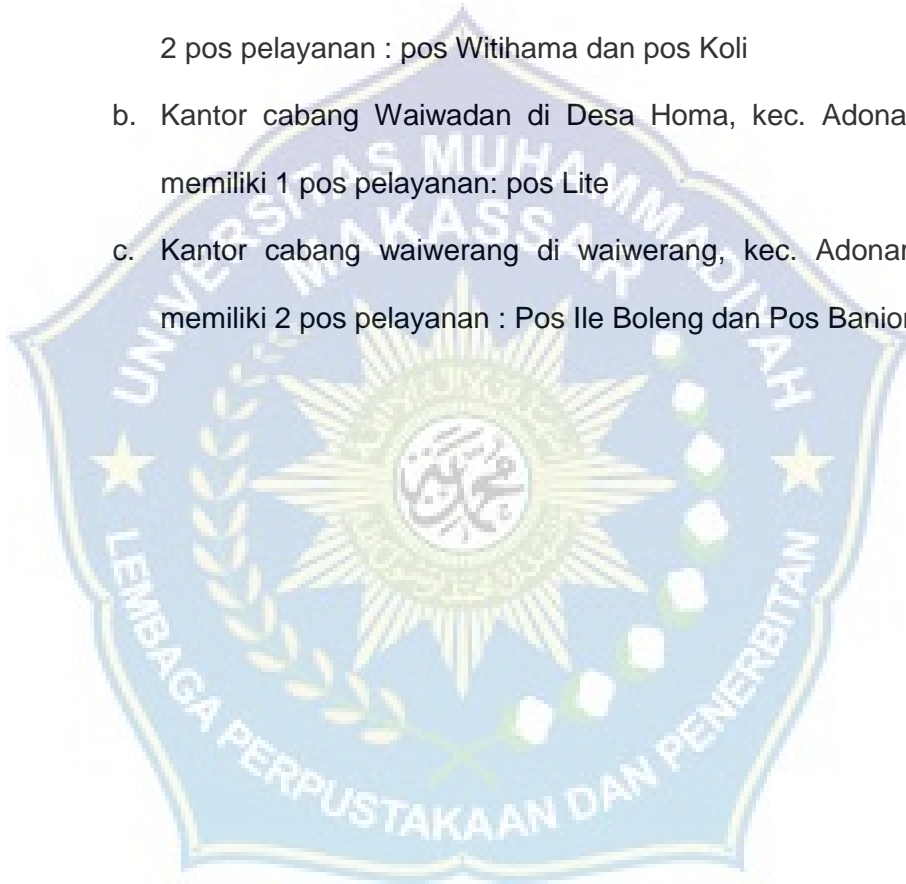 2 pos pelayanan : pos Witihama dan pos Koli
b. Kantor cabang Waiwadan di Desa Homa, kec. Adona
memiliki 1 pos pelayanan: pos Lite
c. Kantor cabang waiwerang di waiwerang, kec. Adonar
memiliki 2 pos pelayanan : Pos Ile Boleng dan Pos Banion
UNIVERSITAS MUHAMMADIYAH
MAKASSAR
LEMBAGA PERPUSTAKAAN DAN PENERBITAN